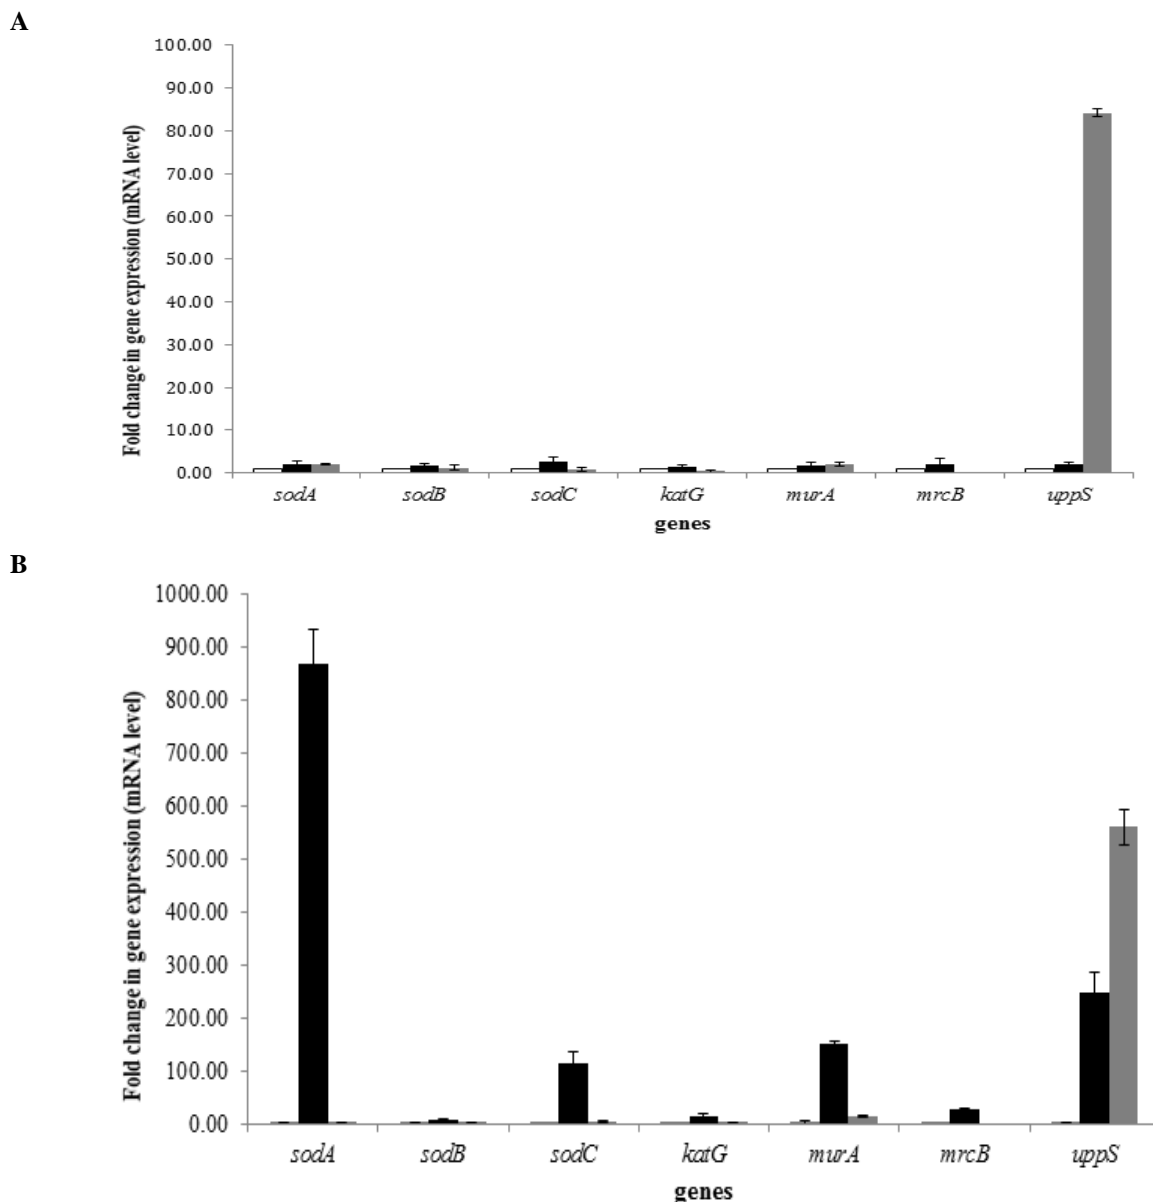 A
Fold change in gene expression (mRNA level)
100.00
90.00
80.00
70.00
60.00
50.00
40.00
30.00
20.00
10.00
0.00
sodA sodB sodC katG murA mrcB uppS
genes
B
Fold change in gene expression (mRNA level)
1000.00
900.00
800.00
700.00
600.00
500.00
400.00
300.00
200.00
100.00
0.00
sodA sodB sodC katG murA mrcB uppS
genes